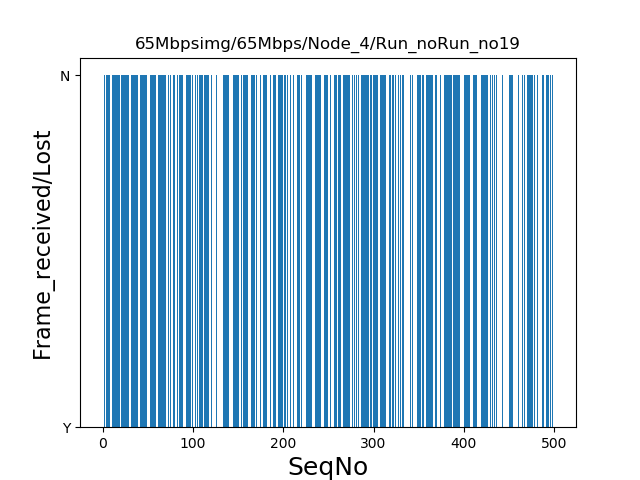 65Mbpsimg/65Mbps/Node_4/Run_noRun_no19
N
Frame_received/Lost
Y
0 100 200 300 400 500
SeqNo